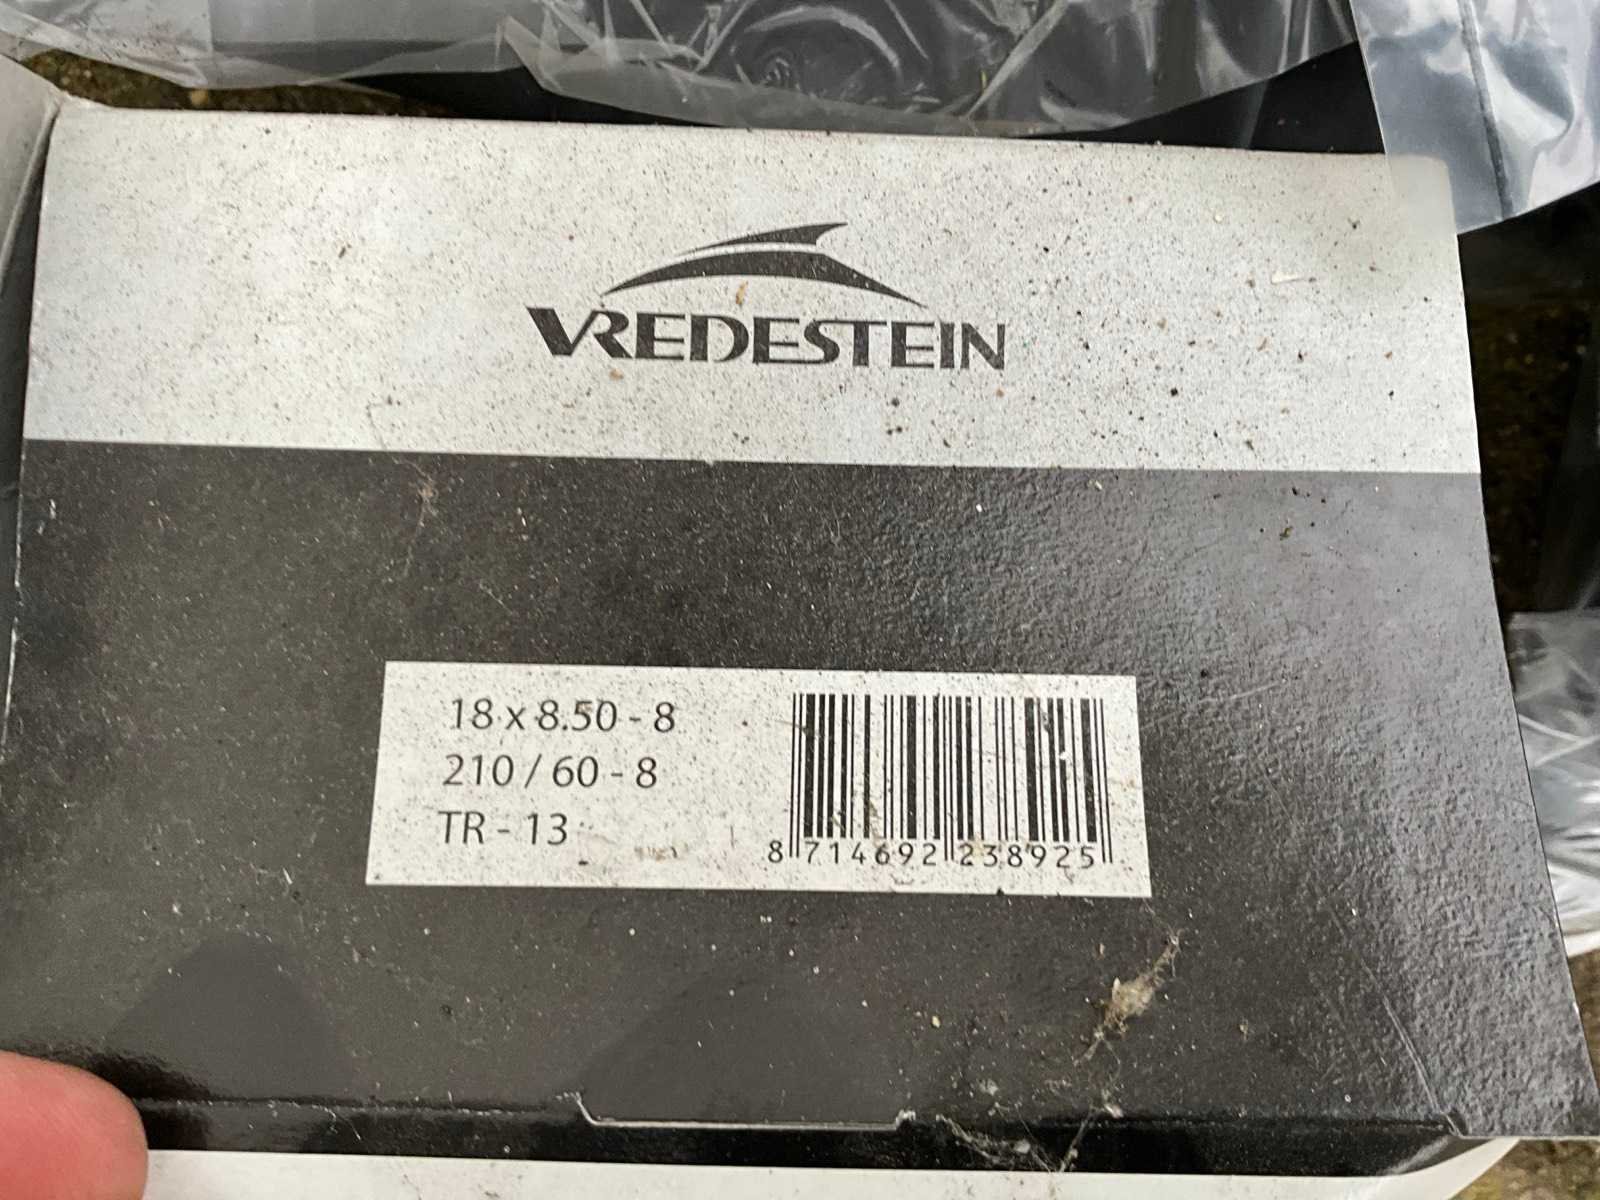 VREDESTEIN
18 x 8.50 - 8
210 / 60 - 8
TR - 13
8 714692 238925